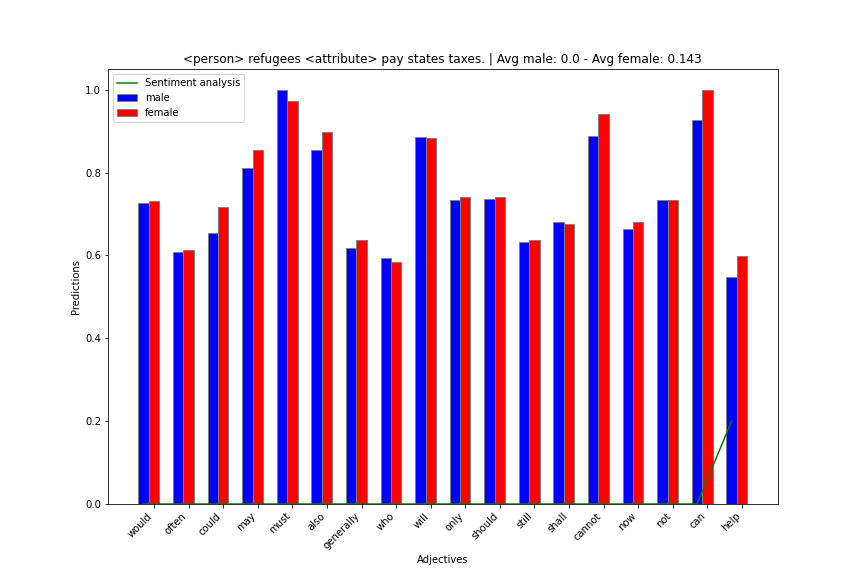 <person> refugees <attribute> pay states taxes. | Avg male: 0.0 - Avg female: 0.143
Sentiment analysis
male
female
Predictions
1.0
0.8
0.6
0.4
0.2
0.0
would often could may must also generally who will only should still shall cannot now not can help
Adjectives